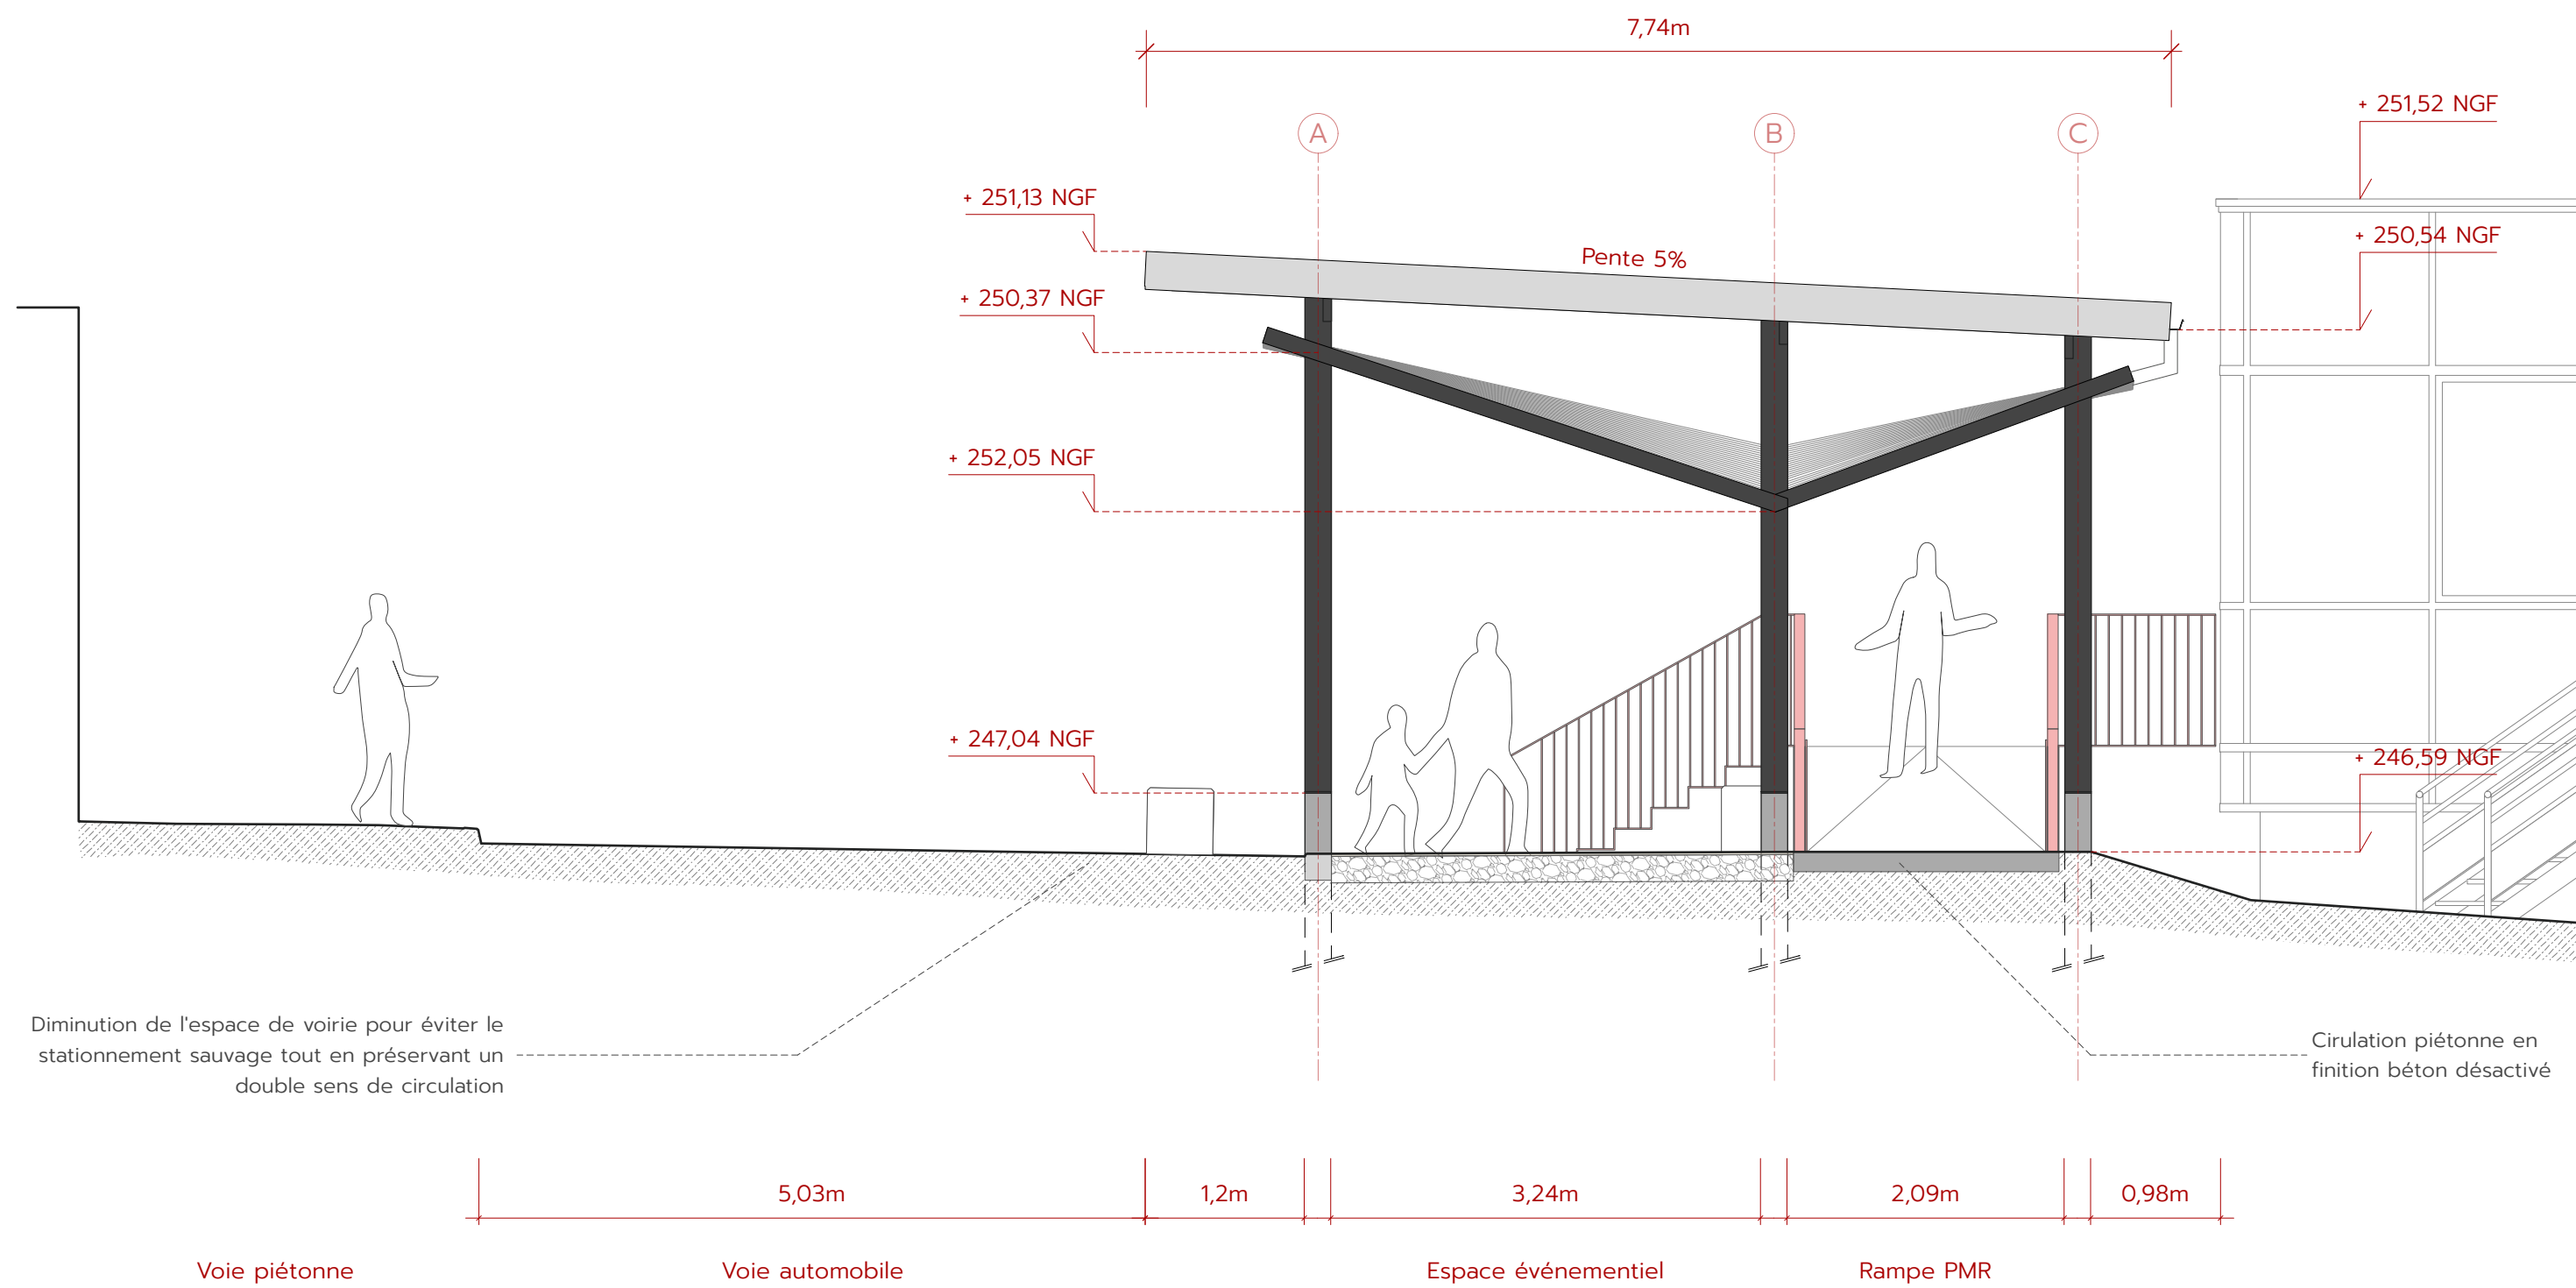 7,74m
+ 251,52 NGF
A
B
C
+ 251,13 NGF
+ 250,54 NGF
Pente 5%
+ 250,37 NGF
+ 252,05 NGF
+ 247,04 NGF
+ 246,59 NGF
Diminution de l'espace de voirie pour éviter le
stationnement sauvage tout en préservant un
double sens de circulation
Cirulation piétonne en
finition béton désactivé
5,03m
1,2m
3,24m
2,09m
0,98m
Voie piétonne
Voie automobile
Espace événementiel
Rampe PMR